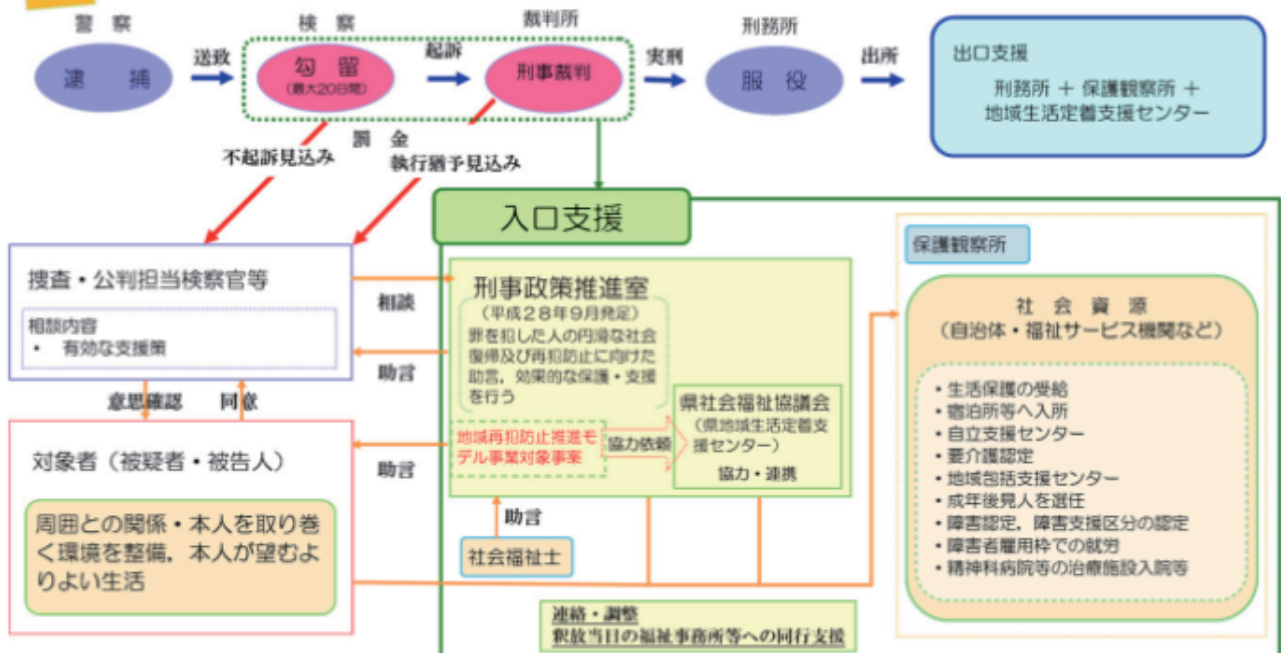 警 察
検 察
裁判所
刑務所
逮 捕
送致
勾 留
(最大20日間)
起訴
刑事裁判
実刑
服 役
出所
出口支援
刑務所 + 保護観察所 +
地域生活定着支援センター
罰 金
不起訴見込み
執行猶予見込み
入口支援
捜査・公判担当検察官等
相談内容
・ 有効な支援策
相談
助言
意思確認
同意
対象者(被疑者・被告人)
周囲との関係・本人を取り巻
く環境を整備,本人が望むよ
りよい生活
助言
刑事政策推進室
(平成28年9月発足)
罪を犯した人の円滑な社会
復帰及び再犯防止に向けた
助言,効果的な保護・支援
を行う
地域再犯防止推進モ
デル事業対象事案
協力依頼
県社会福祉協議会
(県地域生活定着支
援センター)
協力・連携
助言
社会福祉士
連絡・調整
釈放当日の福祉事務所等への同行支援
保護観察所
社 会 資 源
(自治体・福祉サービス機関など)
・生活保護の受給
・宿泊所等へ入所
・自立支援センター
・要介護認定
・地域包括支援センター
・成年後見人を選任
・障害認定,障害支援区分の認定
・障害者雇用枠での就労
・精神科病院等の治療施設入院等